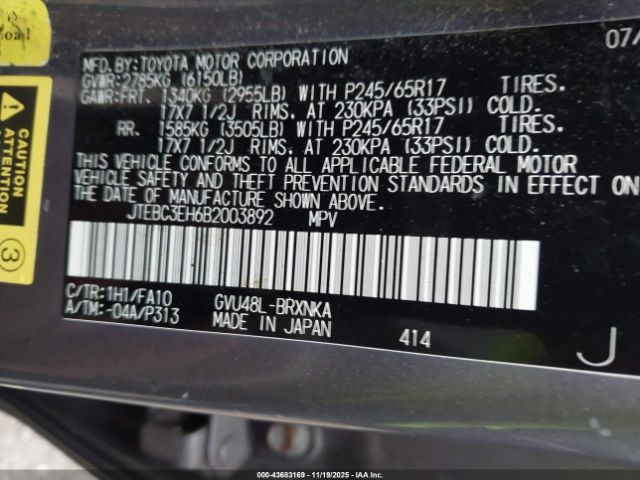 07/
MFD.BY:TOYOTA MOTOR CORPORATION
GVWR:2785KG (6150LB)
GAWR:FRT. 1340KG (2955LB) WITH P245/65R17 TIRES.
17X7 1/2J RIMS. AT 230KPA (33PSI) COLD.
RR. 1585KG (3505LB) WITH P245/65R17 TIRES.
17X7 1/2J RIMS. AT 230KPA (33PSI) COLD.
THIS VEHICLE CONFORMS TO ALL APPLICABLE FEDERAL MOTOR
VEHICLE SAFETY AND THEFT PREVENTION STANDARDS IN EFFECT ON
THE DATE OF MANUFACTURE SHOWN ABOVE.
JTEBC3EH6B2003892 MPV
3
C/TR:1H1/FA10 GVU48L-BRXNKA
A/TM:-04A/P313 MADE IN JAPAN 414 J
000-43683169 11/19/2025 IAAI.COM